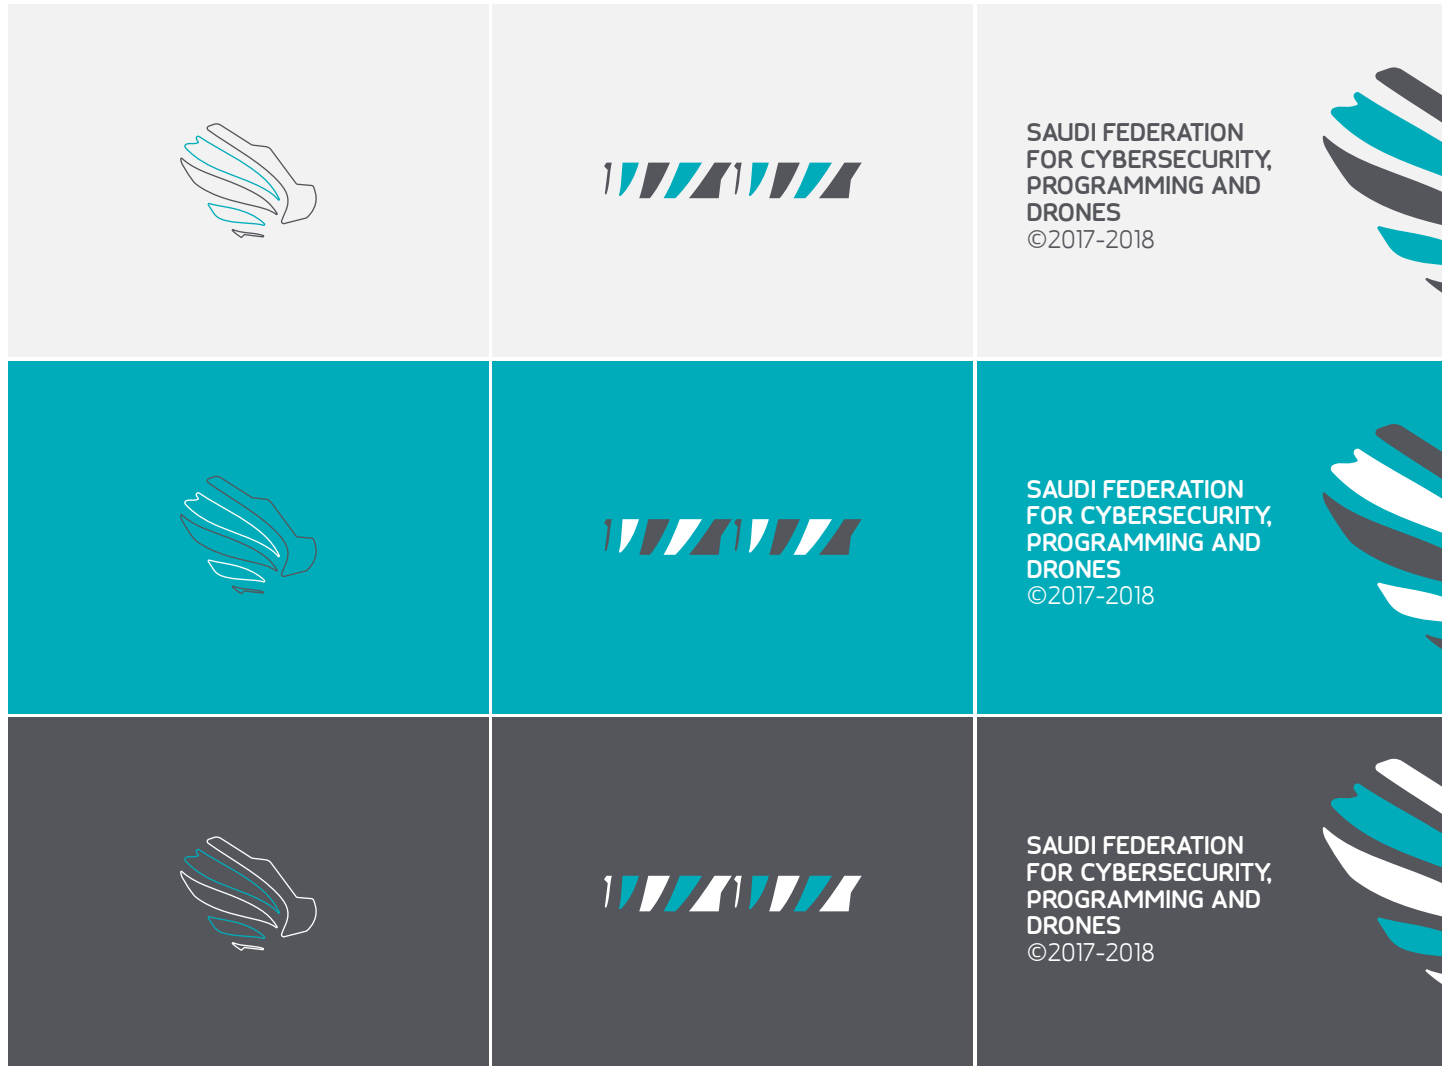 SAUDI FEDERATION
FOR CYBERSECURITY,
PROGRAMMING AND
DRONES
©2017-2018
SAUDI FEDERATION
FOR CYBERSECURITY,
PROGRAMMING AND
DRONES
©2017-2018
SAUDI FEDERATION
FOR CYBERSECURITY,
PROGRAMMING AND
DRONES
©2017-2018